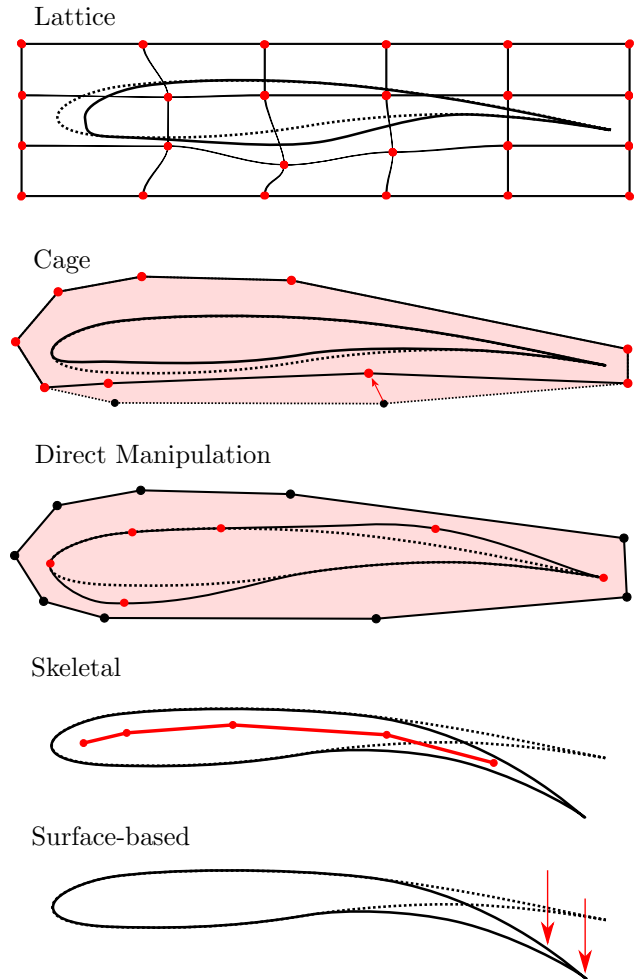 Lattice
Cage
Direct Manipulation
Skeletal
Surface-based